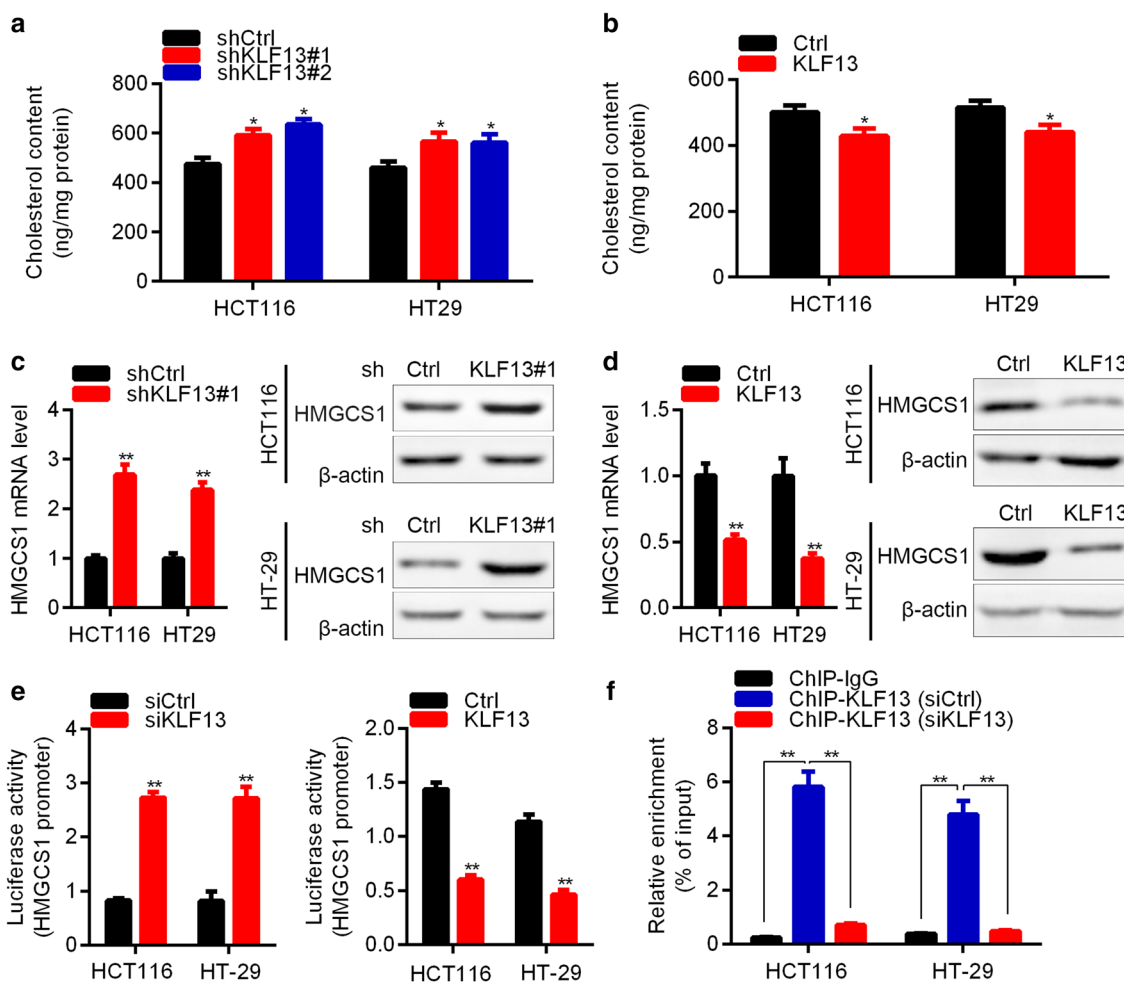 a
shCtrl
shKLF13#1
shKLF13#2
Cholesterol content
(ng/mg protein)
800
600
400
200
0
* * * *
HCT116 HT29
b
Ctrl
KLF13
Cholesterol content
(ng/mg protein)
600
400
200
0
* *
HCT116 HT29
c
shCtrl
shKLF13#1
HMGCS1 mRNA level
4
3
2
1
0
** **
HCT116 HT29
HCT116
sh Ctrl KLF13#1
HMGCS1
β-actin
HT-29
sh Ctrl KLF13#1
HMGCS1
β-actin
d
Ctrl
KLF13
HMGCS1 mRNA level
1.5
1.0
0.5
0.0
** **
HCT116 HT29
HCT116
Ctrl KLF13
HMGCS1
β-actin
HT-29
Ctrl KLF13
HMGCS1
β-actin
e
siCtrl
siKLF13
Luciferase activity
(HMGCS1 promoter)
4
3
2
1
0
** **
HCT116 HT-29
Ctrl
KLF13
Luciferase activity
(HMGCS1 promoter)
2.0
1.5
1.0
0.5
0.0
** **
HCT116 HT-29
f
ChIP-IgG
ChIP-KLF13 (siCtrl)
ChIP-KLF13 (siKLF13)
Relative enrichment
(% of input)
8
6
4
2
0
** ** ** **
HCT116 HT-29